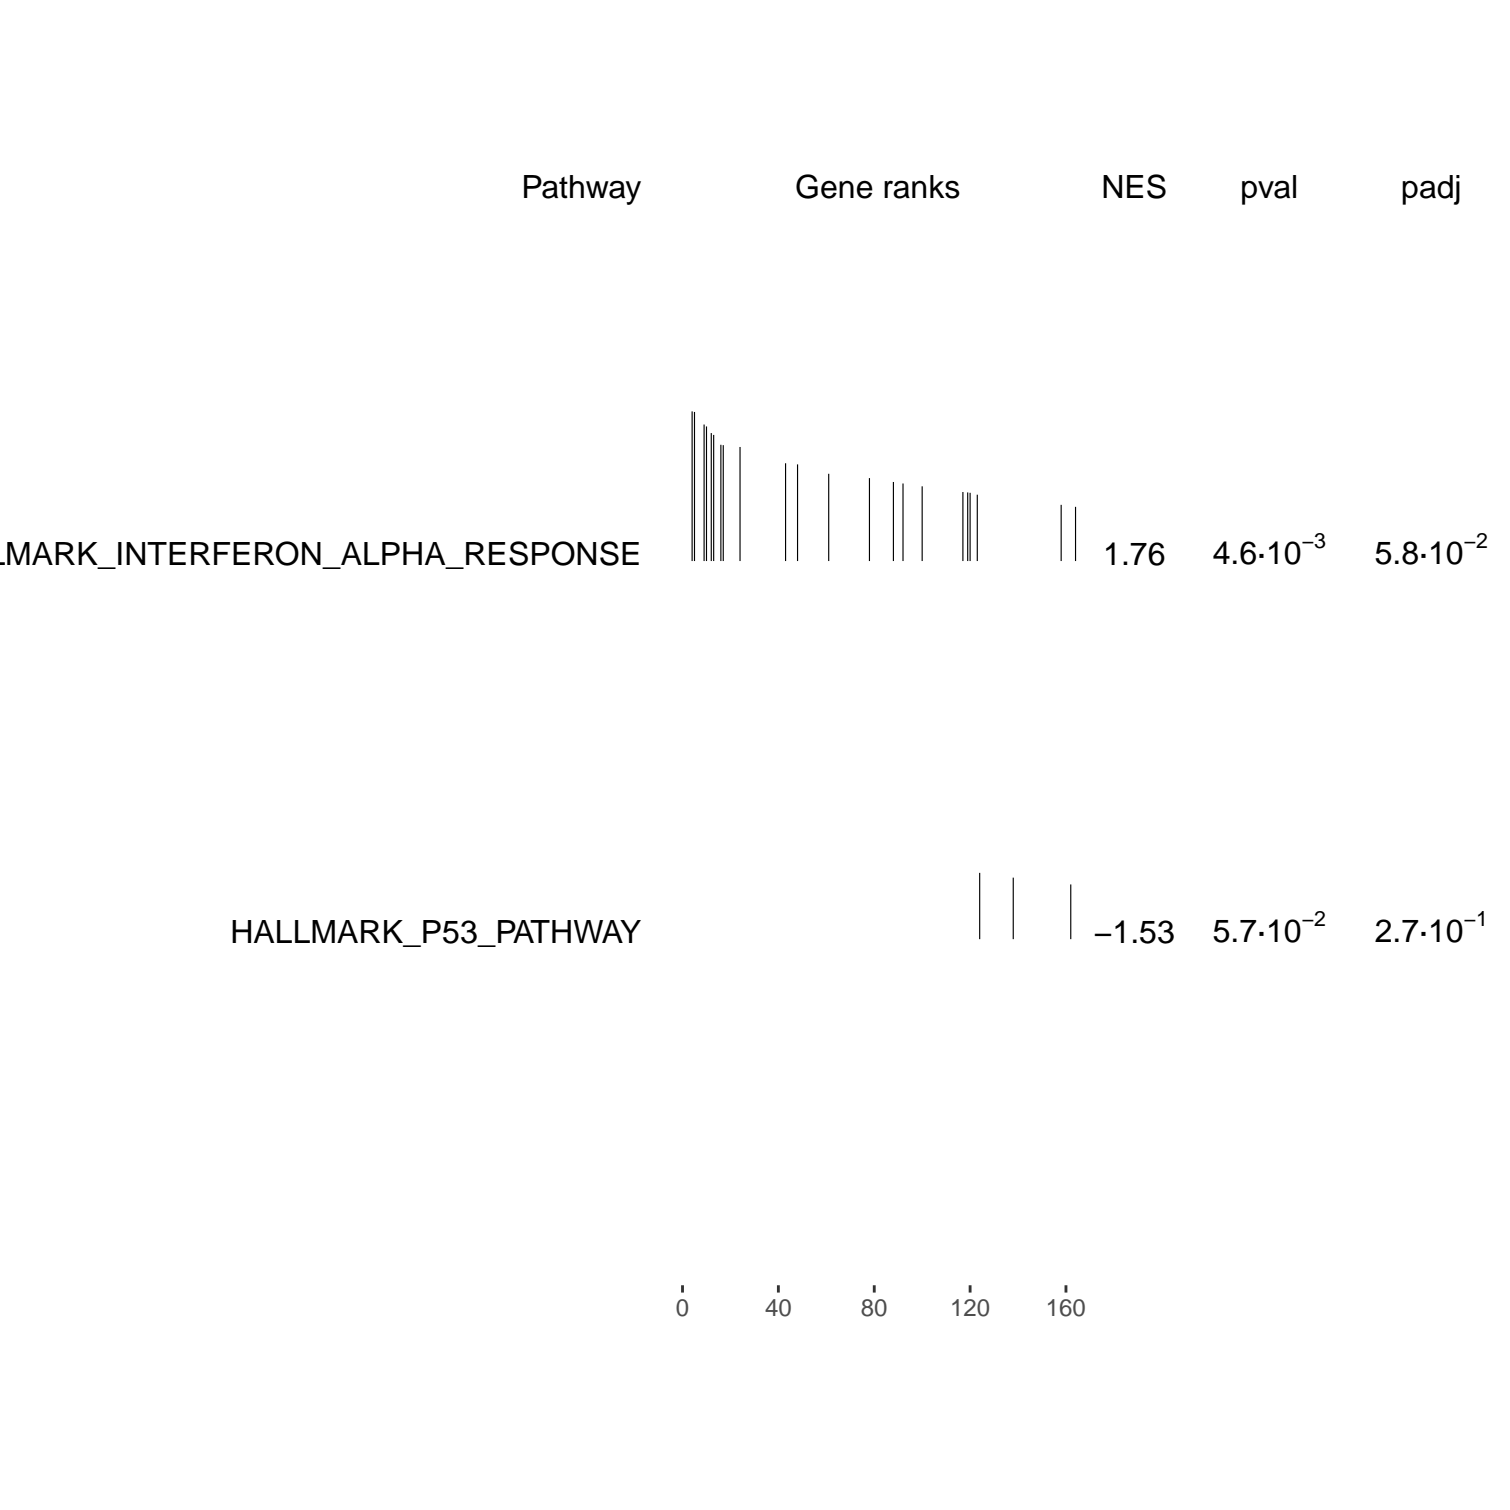 Pathway Gene ranks NES pval padj
LMARK_INTERFERON_ALPHA_RESPONSE 1.76 4.6·10⁻³ 5.8·10⁻²
HALLMARK_P53_PATHWAY −1.53 5.7·10⁻² 2.7·10⁻¹
0 40 80 120 160